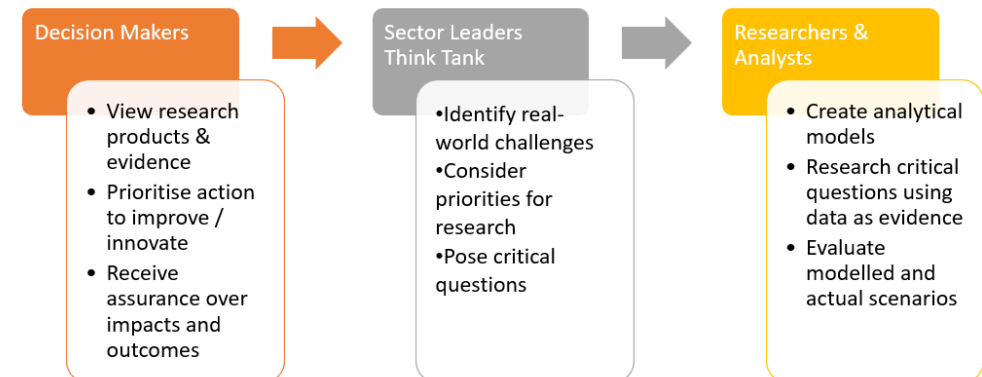 Decision Makers
• View research
products &
evidence
• Prioritise action
to improve /
innovate
• Receive
assurance over
impacts and
outcomes
Sector Leaders
Think Tank
•Identify real-
world challenges
•Consider
priorities for
research
•Pose critical
questions
Researchers &
Analysts
• Create analytical
models
• Research critical
questions using
data as evidence
• Evaluate
modelled and
actual scenarios